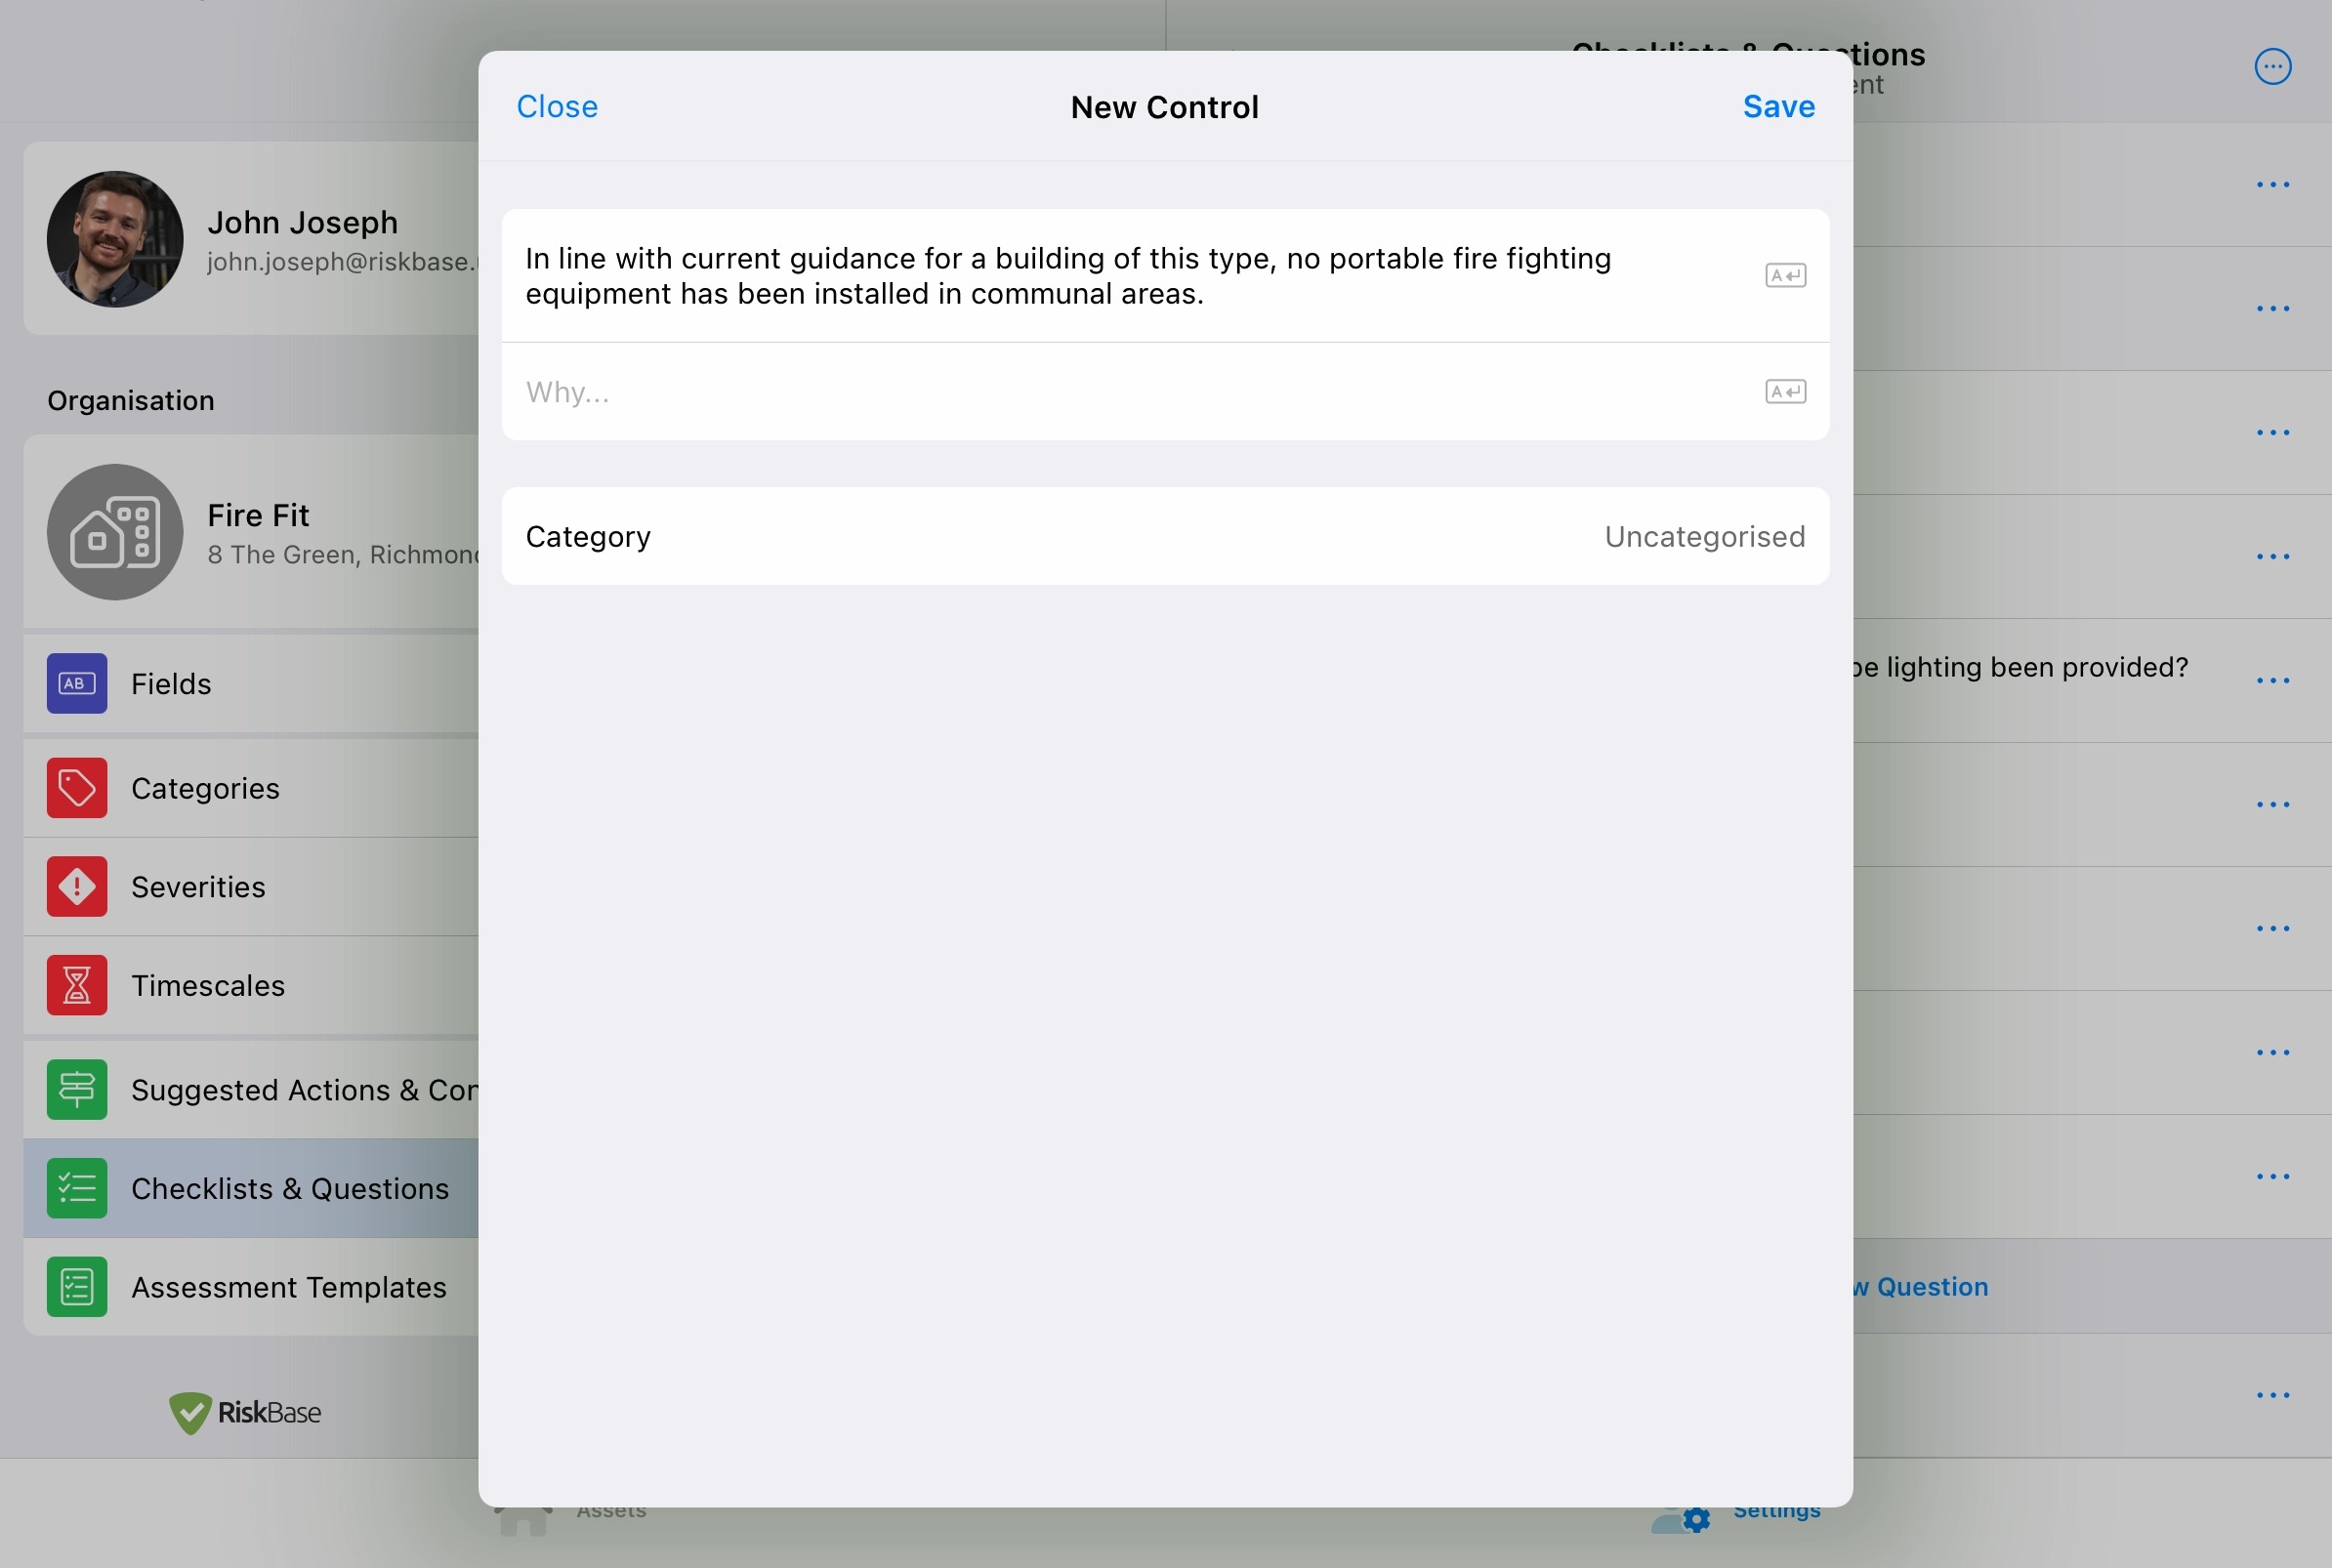 Checklists & Questions
Close
New Control
Save
John Joseph
john.joseph@riskbase.
In line with current guidance for a building of this type, no portable fire fighting
equipment has been installed in communal areas.
Why...
Organisation
Fire Fit
8 The Green, Richmond
Category
Uncategorised
AB
Fields
be lighting been provided?
Categories
Severities
Timescales
Suggested Actions & Con
Checklists & Questions
Assessment Templates
w Question
RiskBase
Assets
Settings